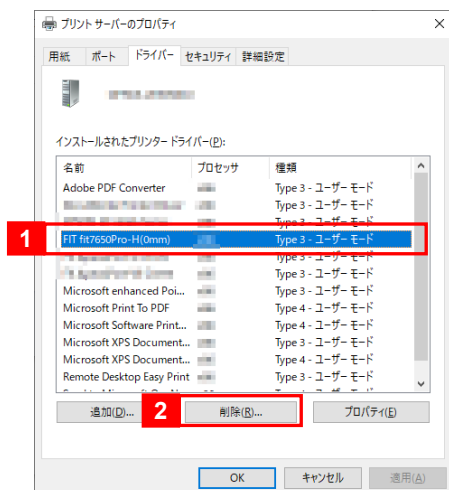 プリント サーバーのプロパティ
用紙 ポート ドライバー セキュリティ 詳細設定
インストールされたプリンター ドライバー(P):
名前 プロセッサ 種類
Adobe PDF Converter Type 3 - ユーザー モード
Type 3 - ユーザー モード
Type 3 - ユーザー モード
1 FIT fit7650Pro-H(0mm) Type 3 - ユーザー モード
Type 3 - ユーザー モード
Type 3 - ユーザー モード
Microsoft enhanced Poi... Type 3 - ユーザー モード
Microsoft Print To PDF Type 4 - ユーザー モード
Microsoft Software Print... Type 4 - ユーザー モード
Microsoft XPS Document... Type 3 - ユーザー モード
Microsoft XPS Document... Type 4 - ユーザー モード
Remote Desktop Easy Print Type 3 - ユーザー モード
追加(D)... 2 削除(R)... プロパティ(E)
OK キャンセル 適用(A)